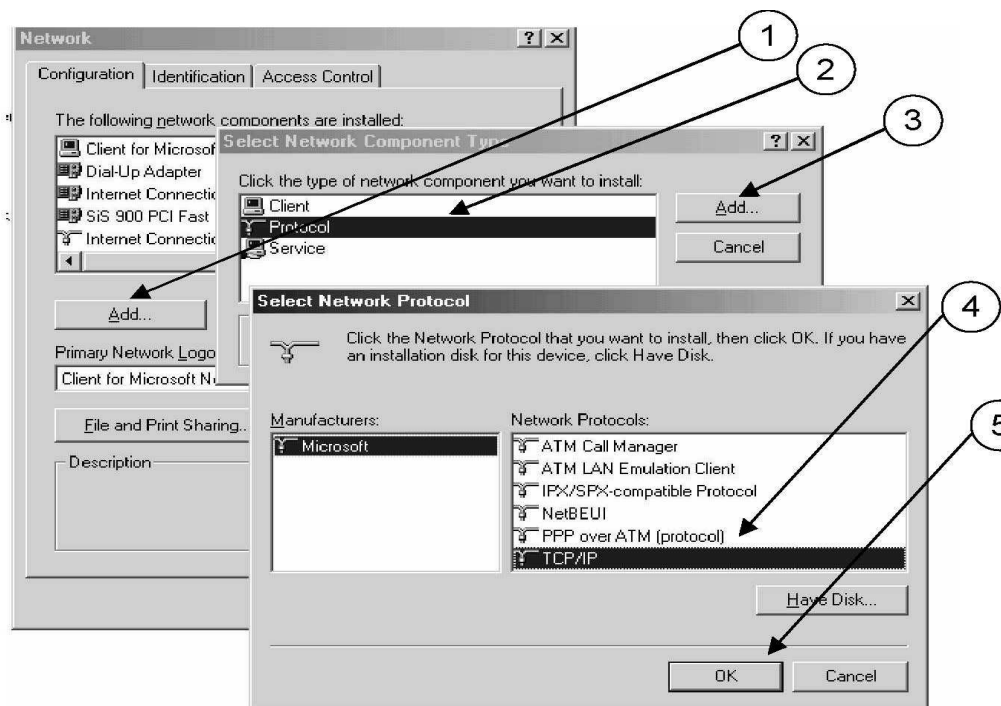 Network
Configuration
Identification
Access Control
The following network components are installed:
Client for Microsof
Dial-Up Adapter
Internet Connectio
SiS 900 PCI Fast
Internet Connectio
Add...
Primary Network Logo
Client for Microsoft N
File and Print Sharing..
Description
Select Network Component Type
Click the type of network component you want to install:
Client
Protocol
Service
Add...
Cancel
Select Network Protocol
Click the Network Protocol that you want to install, then click OK. If you have
an installation disk for this device, click Have Disk.
Manufacturers:
Microsoft
Network Protocols:
ATM Call Manager
ATM LAN Emulation Client
IPX/SPX-compatible Protocol
NetBEUI
PPP over ATM (protocol)
TCP/IP
Have Disk...
OK
Cancel
1
2
3
4
5